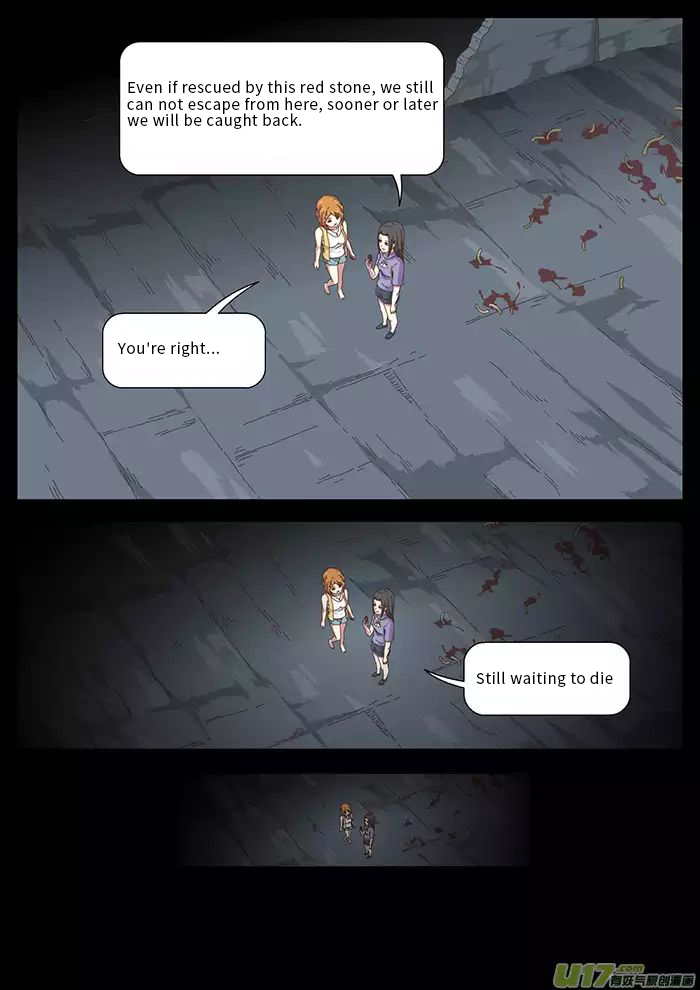 Even if rescued by this red stone, we still
can not escape from here, sooner or later
we will be caught back.
You're right...
Still waiting to die
U17.com
有妖气原创漫画